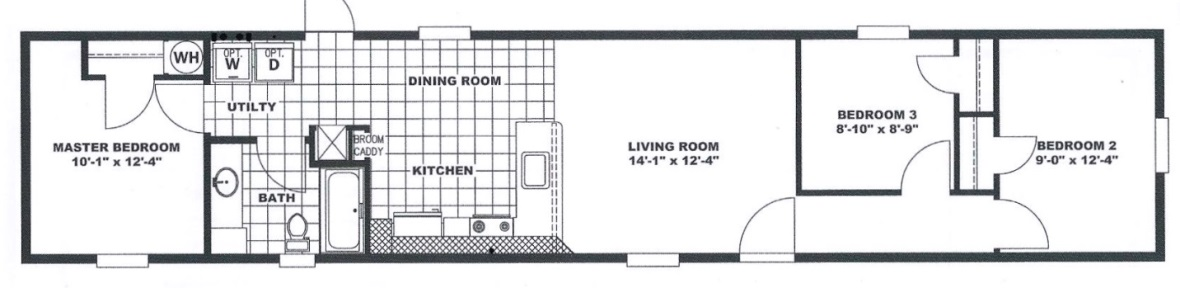 WH
OPT.
W
OPT.
D
DINING ROOM
UTILTY
MASTER BEDROOM
10'-1" x 12'-4"
BROOM
CADDY
KITCHEN
BATH
LIVING ROOM
14'-1" x 12'-4"
BEDROOM 3
8'-10" x 8'-9"
BEDROOM 2
9'-0" x 12'-4"